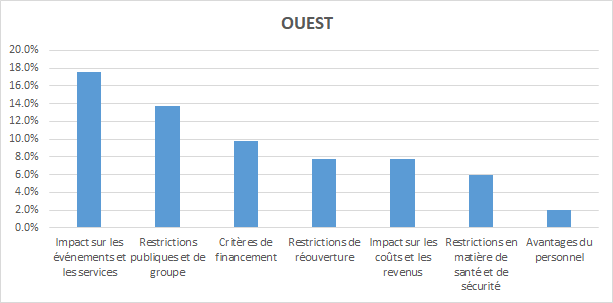 OUEST
20.0%
18.0%
16.0%
14.0%
12.0%
10.0%
8.0%
6.0%
4.0%
2.0%
0.0%
Impact sur les
événements et
les services
Restrictions
publiques et de
groupe
Critères de
financement
Restrictions de
réouverture
Impact sur les
coûts et les
revenus
Restrictions en
matière de
santé et de
sécurité
Avantages du
personnel